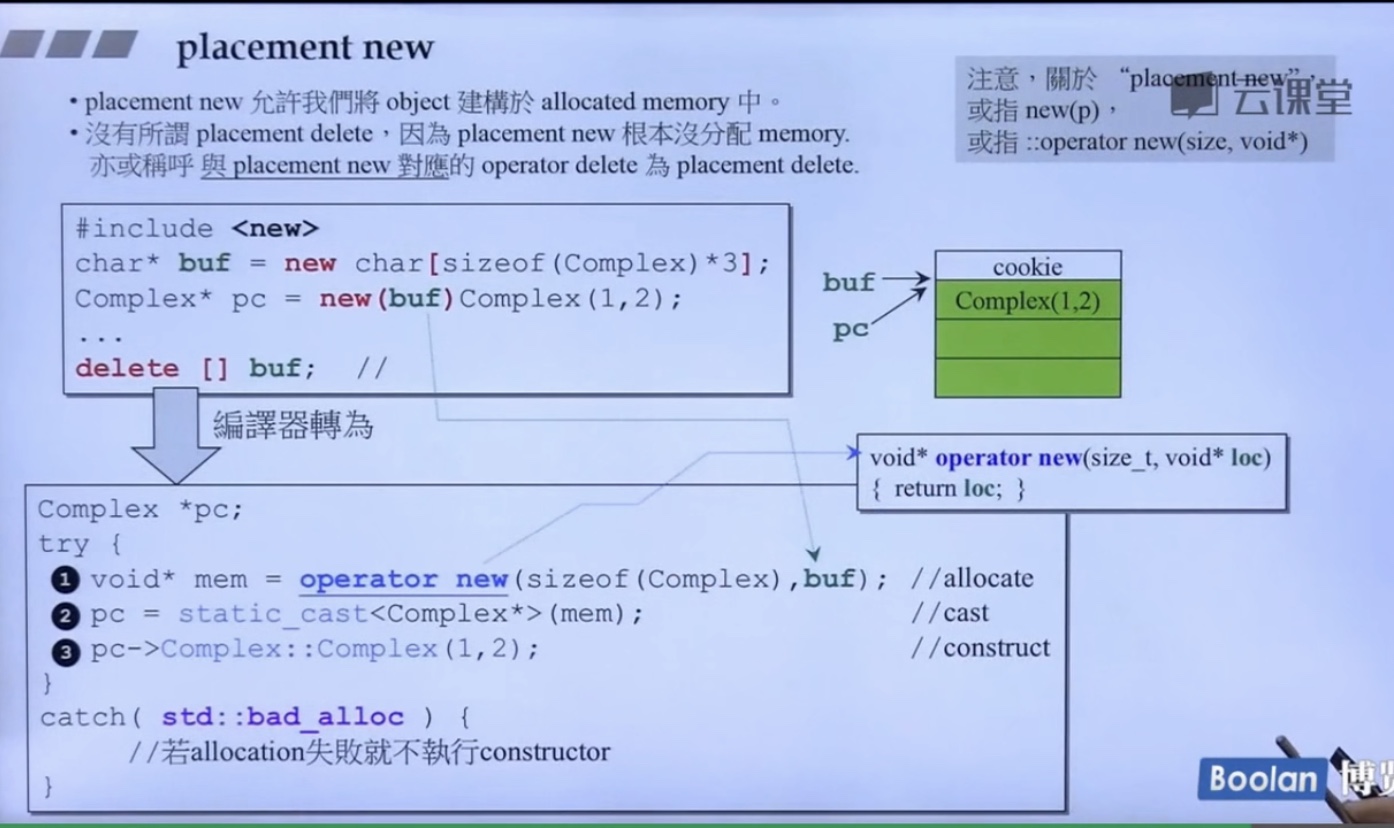 placement new
• placement new 允許我們將 object 建構於 allocated memory 中。
• 沒有所謂 placement delete，因為 placement new 根本沒分配 memory.
亦或稱呼 與 placement new 對應的 operator delete 為 placement delete.
注意，關於 “placement new”，
或指 new(p)，
或指 ::operator new(size, void*)
云课堂
#include <new>
char* buf = new char[sizeof(Complex)*3];
Complex* pc = new(buf)Complex(1,2);
...
delete [] buf; //
buf
pc
cookie
Complex(1,2)
編譯器轉為
void* operator new(size_t, void* loc)
{ return loc; }
Complex *pc;
try {
1 void* mem = operator new(sizeof(Complex),buf); //allocate
2 pc = static_cast<Complex*>(mem); //cast
3 pc->Complex::Complex(1,2); //construct
}
catch( std::bad_alloc ) {
//若allocation失敗就不執行constructor
}
Boolan 博